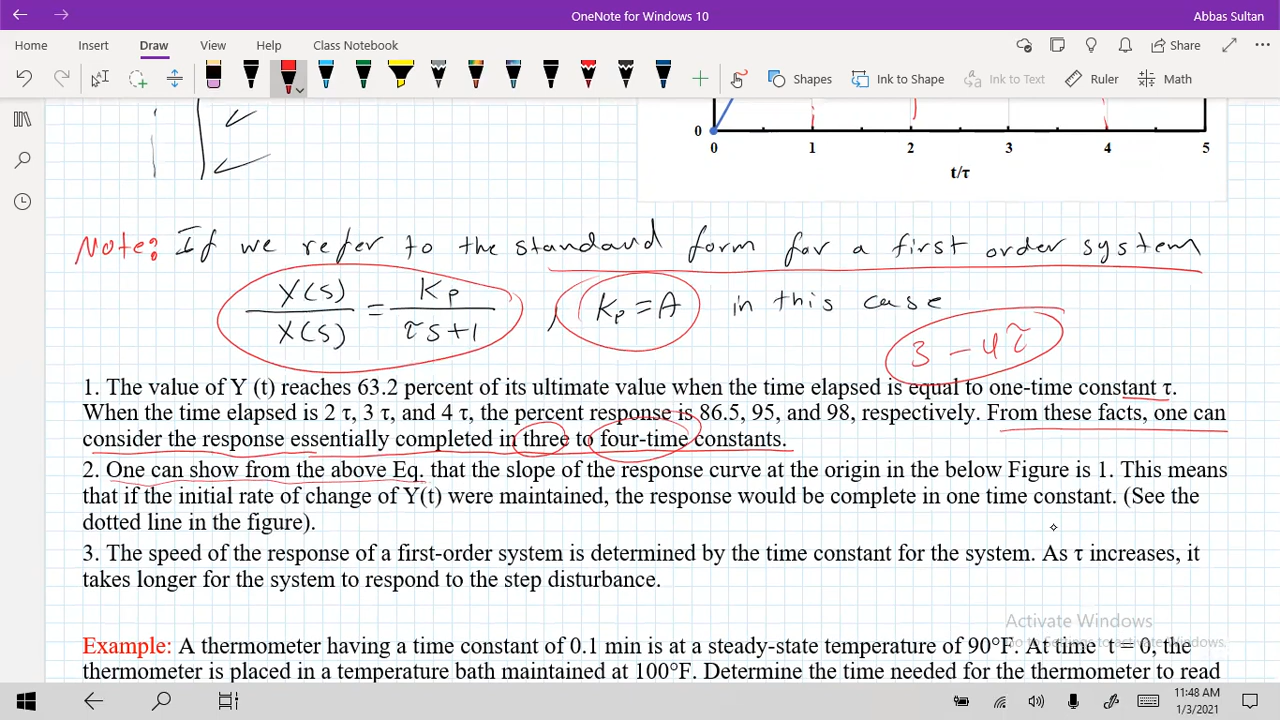 OneNote for Windows 10
Abbas Sultan
Home Insert Draw View Help Class Notebook Share
Shapes Ink to Shape Ink to Text Ruler Math
0
0 1 2 3 4 5
t/τ
Note: If we refer to the standard form for a first order system
Y(s)/X(s) = Kp/(τs+1) , Kp = A in this case
3 - 4 τ
1. The value of Y (t) reaches 63.2 percent of its ultimate value when the time elapsed is equal to one-time constant τ.
When the time elapsed is 2 τ, 3 τ, and 4 τ, the percent response is 86.5, 95, and 98, respectively. From these facts, one can
consider the response essentially completed in three to four-time constants.
2. One can show from the above Eq. that the slope of the response curve at the origin in the below Figure is 1. This means
that if the initial rate of change of Y(t) were maintained, the response would be complete in one time constant. (See the
dotted line in the figure).
3. The speed of the response of a first-order system is determined by the time constant for the system. As τ increases, it
takes longer for the system to respond to the step disturbance.
Activate Windows
Go to Settings to activate Windows.
Example: A thermometer having a time constant of 0.1 min is at a steady-state temperature of 90°F. At time t = 0, the
thermometer is placed in a temperature bath maintained at 100°F. Determine the time needed for the thermometer to read
11:48 AM
1/3/2021